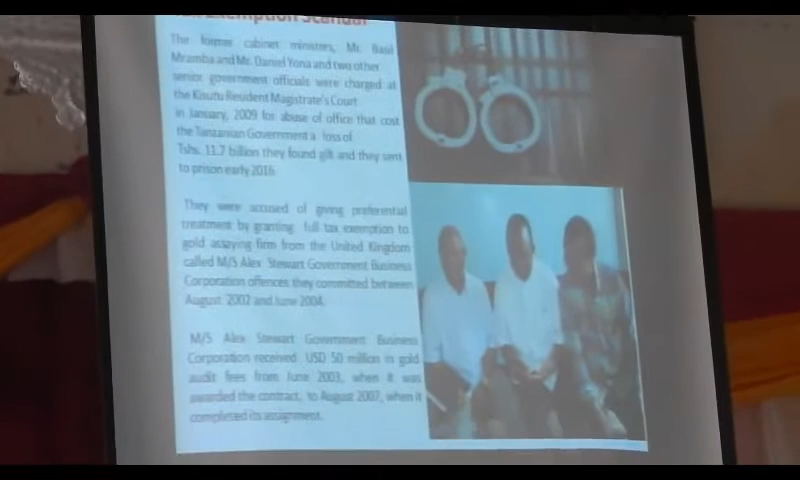 Exemption Scandal
The former cabinet ministers, Mr. Basil
Mramba and Mr. Daniel Yona and two other
senior government officials were charged at
the Kisutu Resident Magistrate's Court
in January, 2009 for abuse of office that cost
the Tanzanian Government a loss of
Tshs. 11.7 billion they found gilt and they sent
to prison early 2016.
They were accused of giving preferential
treatment by granting full tax exemption to
gold assaying firm from the United Kingdom
called M/S Alex Stewart Government Business
Corporation offences they committed between
August 2002 and June 2004.
M/S Alex Stewart Government Business
Corporation received USD 50 million in gold
audit fees from June 2003, when it was
awarded the contract, to August 2007, when it
completed its assignment.